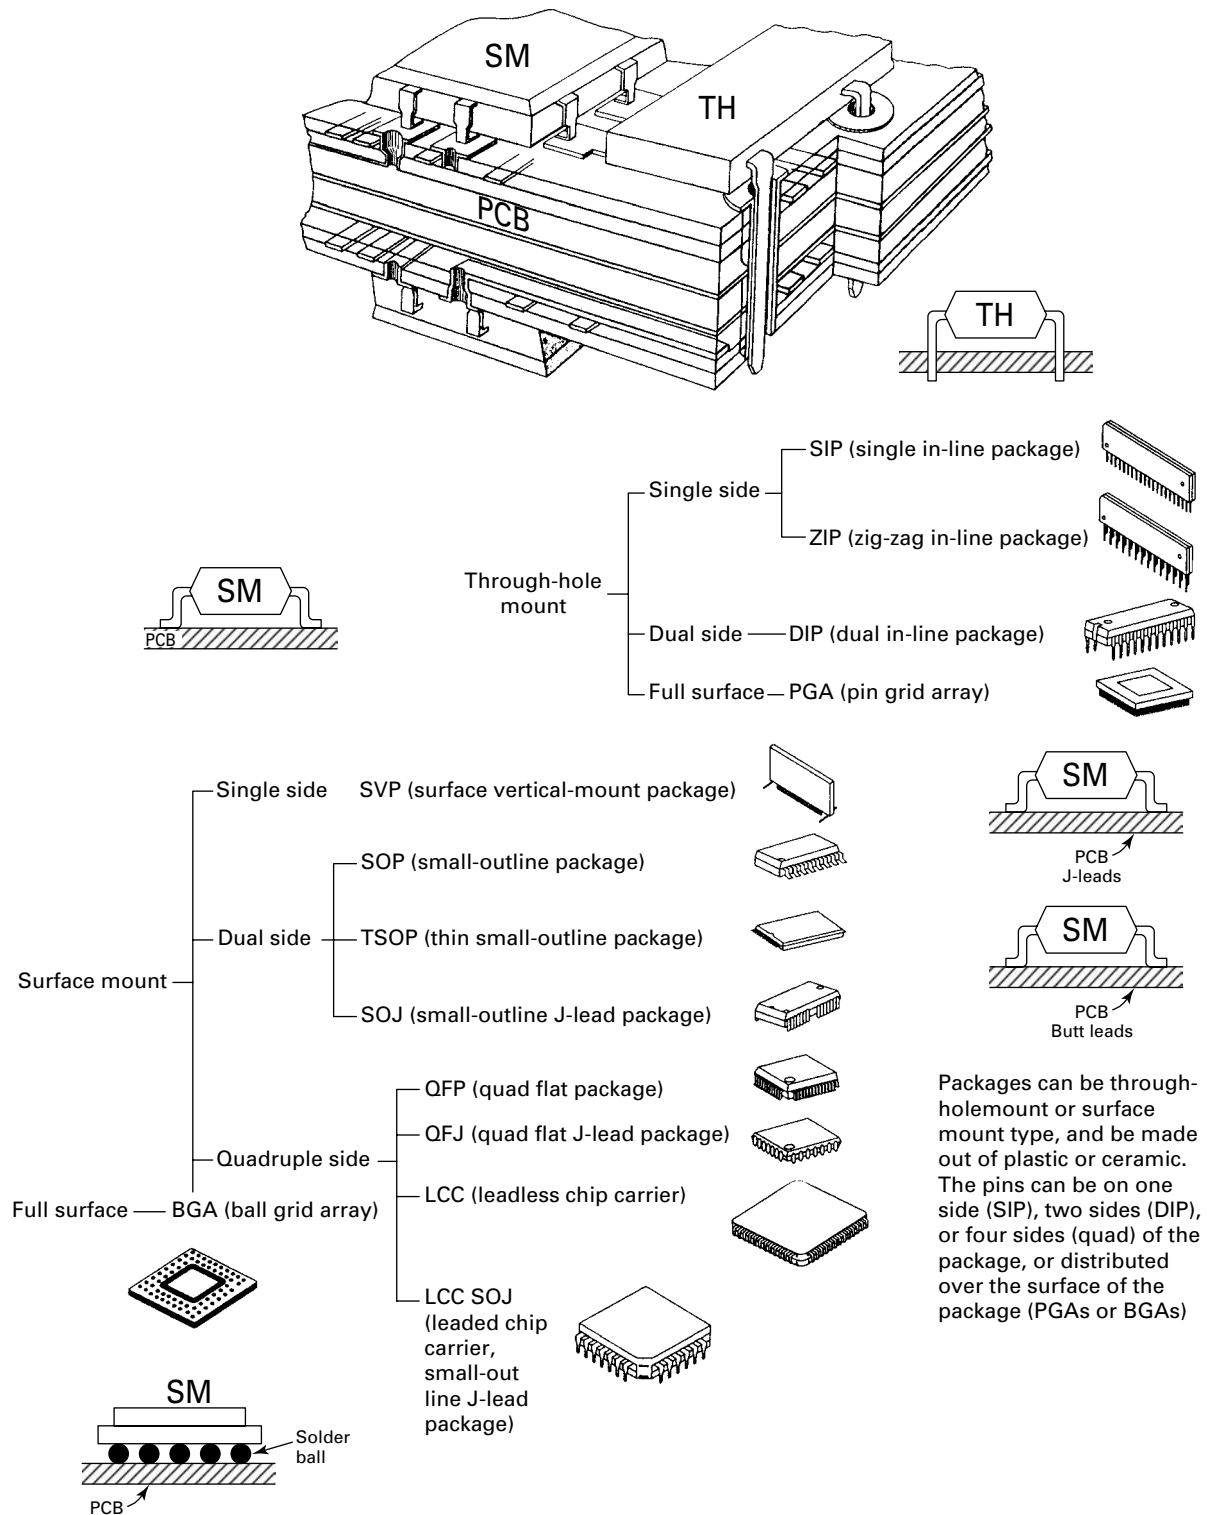 SM
TH
PCB
TH
SIP (single in-line package)
Single side
ZIP (zig-zag in-line package)
Through-hole
mount
SM
PCB
Dual side
DIP (dual in-line package)
Full surface
PGA (pin grid array)
Single side
SVP (surface vertical-mount package)
SM
PCB
J-leads
SOP (small-outline package)
Dual side
TSOP (thin small-outline package)
SM
PCB
Butt leads
Surface mount
SOJ (small-outline J-lead package)
QFP (quad flat package)
QFJ (quad flat J-lead package)
Quadruple side
LCC (leadless chip carrier)
Full surface
BGA (ball grid array)
LCC SOJ
(leaded chip
carrier,
small-out
line J-lead
package)
Packages can be through-
holemount or surface
mount type, and be made
out of plastic or ceramic.
The pins can be on one
side (SIP), two sides (DIP),
or four sides (quad) of the
package, or distributed
over the surface of the
package (PGAs or BGAs)
SM
Solder
ball
PCB